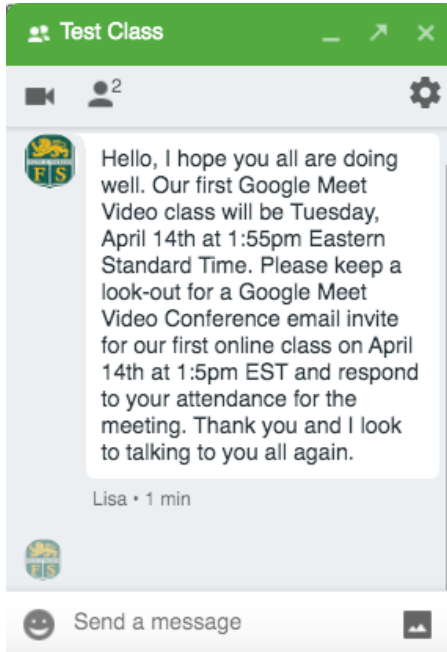 Test Class
2
Hello, I hope you all are doing
well. Our first Google Meet
Video class will be Tuesday,
April 14th at 1:55pm Eastern
Standard Time. Please keep a
look-out for a Google Meet
Video Conference email invite
for our first online class on April
14th at 1:5pm EST and respond
to your attendance for the
meeting. Thank you and I look
to talking to you all again.
F S
Lisa • 1 min
F S
Send a message